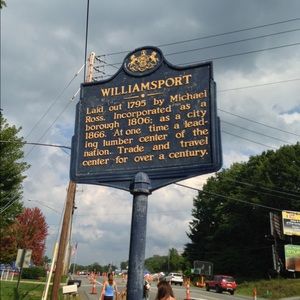 WILLIAMSPORT
Laid out 1795 by Michael
Ross. Incorporated as a
borough 1806; as a city
1866. At one time a lead-
ing lumber center of the
nation. Trade and travel
center for over a century.